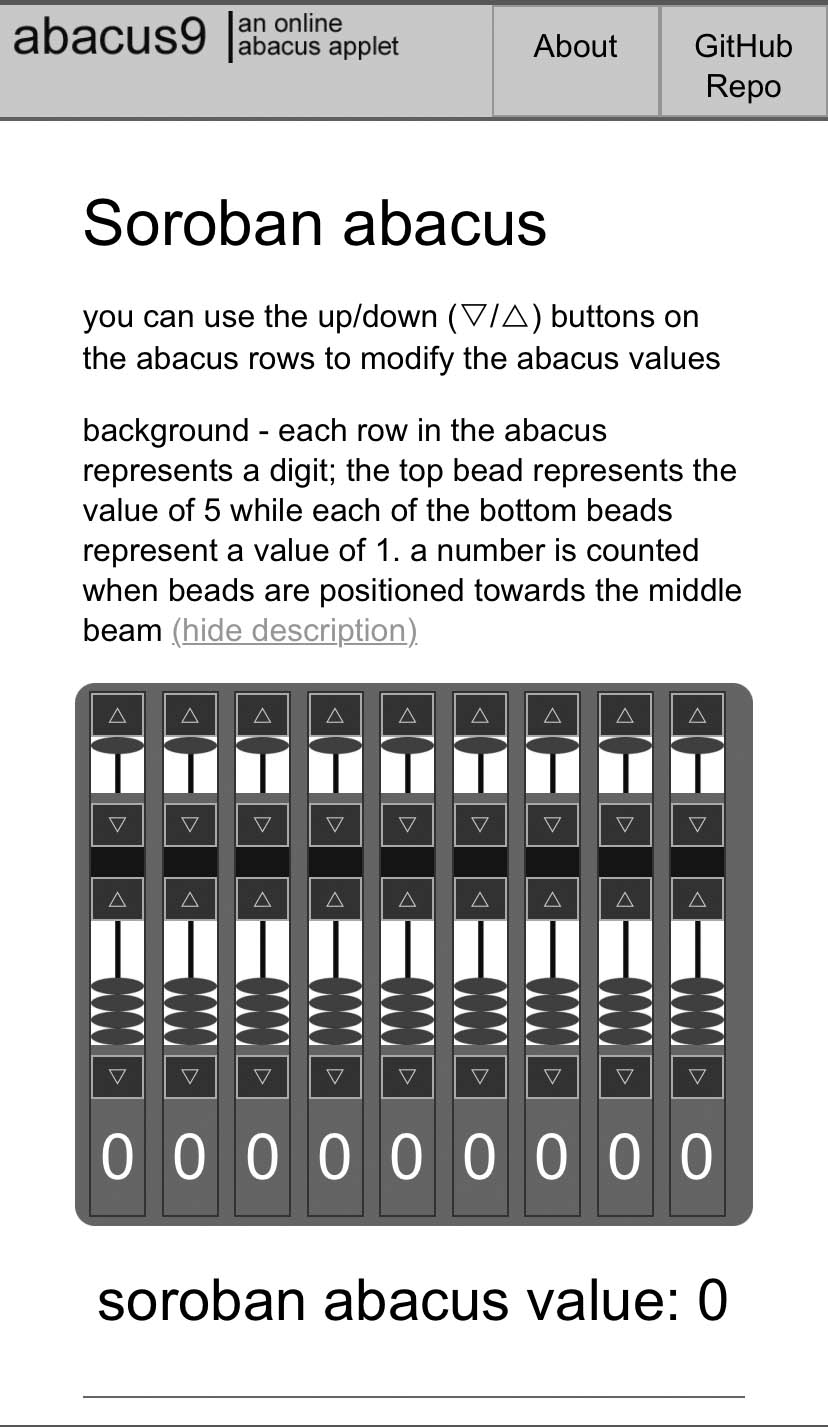 abacus9
an online
abacus applet
About
GitHub
Repo
Soroban abacus
you can use the up/down (▽/△) buttons on
the abacus rows to modify the abacus values
background - each row in the abacus
represents a digit; the top bead represents the
value of 5 while each of the bottom beads
represent a value of 1. a number is counted
when beads are positioned towards the middle
beam (hide description)
△ △ △ △ △ △ △ △ △
▽ ▽ ▽ ▽ ▽ ▽ ▽ ▽ ▽
△ △ △ △ △ △ △ △ △
▽ ▽ ▽ ▽ ▽ ▽ ▽ ▽ ▽
0 0 0 0 0 0 0 0 0
soroban abacus value: 0